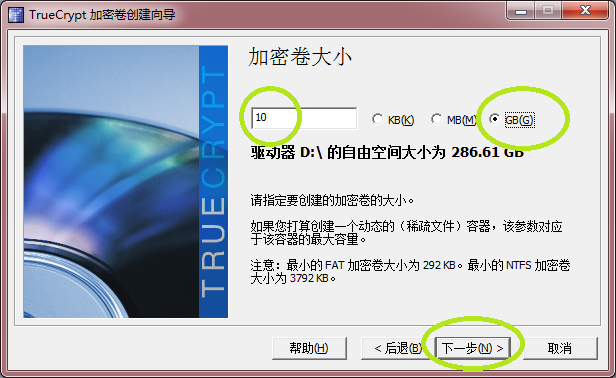 TrueCrypt 加密卷创建向导
加密卷大小
10
KB(K)
MB(M)
GB(G)
驱动器 D:\ 的自由空间大小为 286.61 GB
请指定要创建的加密卷的大小。
如果您打算创建一个动态的（稀疏文件）容器，该参数对应
于该容器的最大容量。
注意：最小的 FAT 加密卷大小为 292 KB。最小的 NTFS 加密卷
大小为 3792 KB。
TRUECRYPT
帮助(H)
< 后退(B)
下一步(N) >
取消